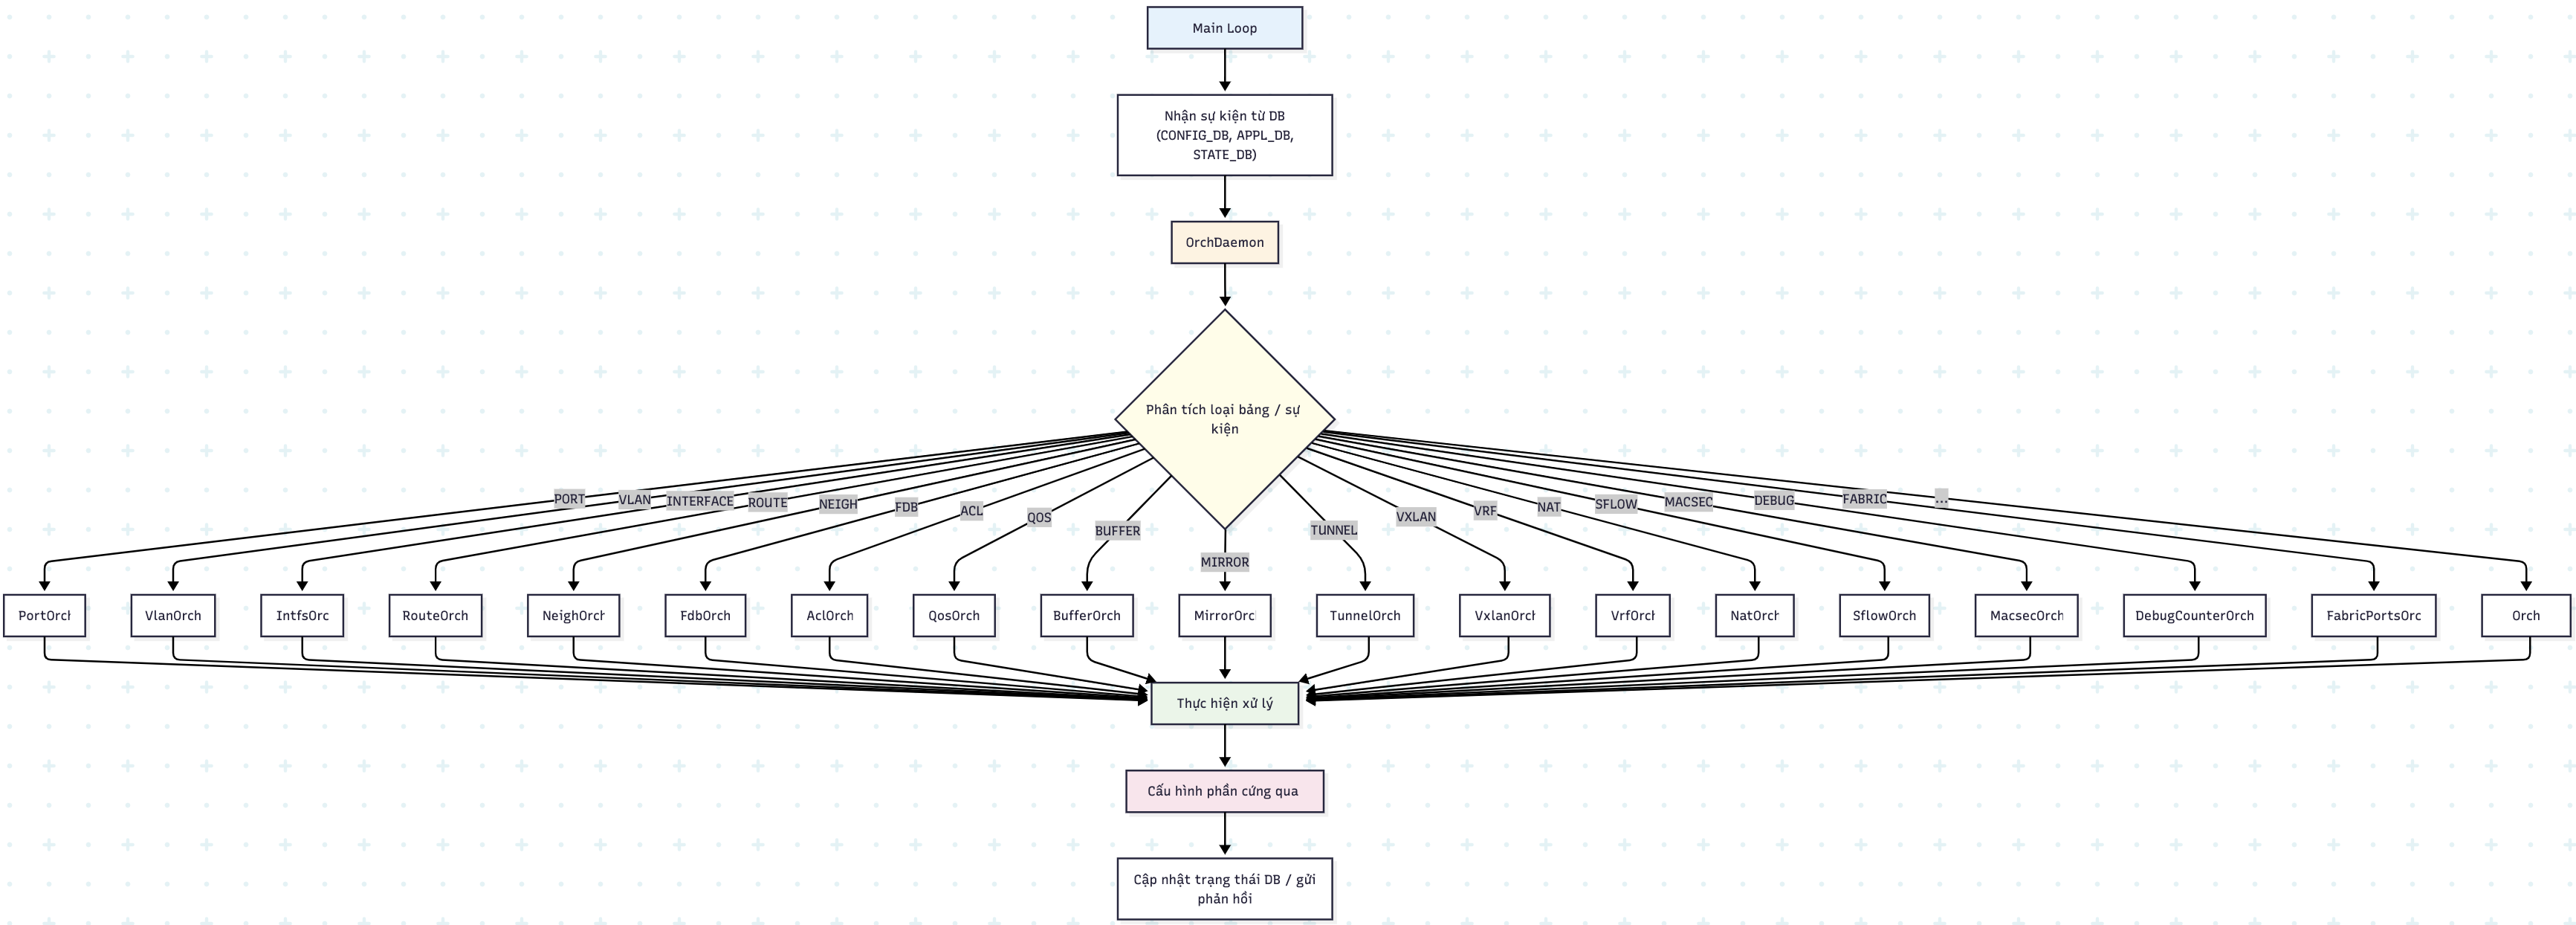 Main Loop
Nhận sự kiện từ DB
(CONFIG_DB, APPL_DB,
STATE_DB)
OrchDaemon
Phân tích loại bảng / sự
kiện
PORT
VLAN
INTERFACE
ROUTE
NEIGH
FDB
ACL
QOS
BUFFER
MIRROR
TUNNEL
VXLAN
VRF
NAT
SFLOW
MACSEC
DEBUG
FABRIC
...
PortOrch
VlanOrch
IntfsOrc
RouteOrch
NeighOrch
FdbOrch
AclOrch
QosOrch
BufferOrch
MirrorOrc
TunnelOrch
VxlanOrch
VrfOrch
NatOrch
SflowOrch
MacsecOrch
DebugCounterOrch
FabricPortsOrc
Orch
Thực hiện xử lý
Cấu hình phần cứng qua
Cập nhật trạng thái DB / gửi
phản hồi